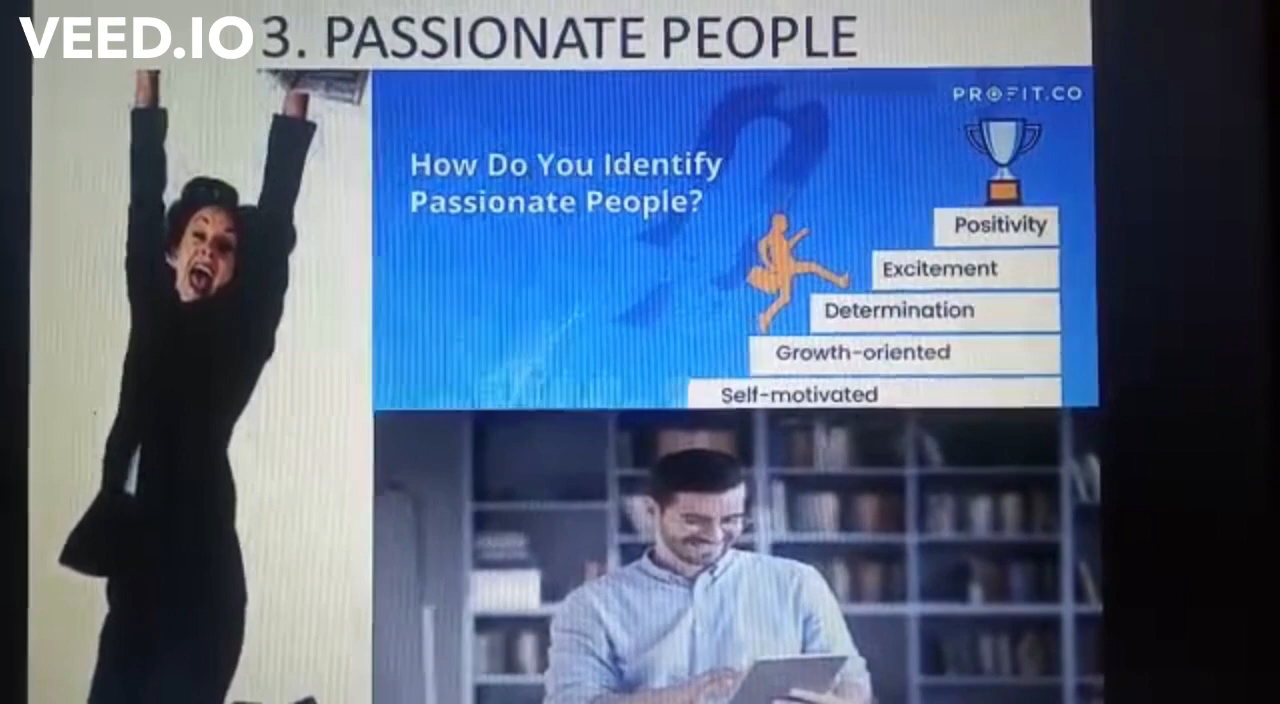 VEED.IO
3. PASSIONATE PEOPLE
PROFIT.CO
How Do You Identify
Passionate People?
Positivity
Excitement
Determination
Growth-oriented
Self-motivated